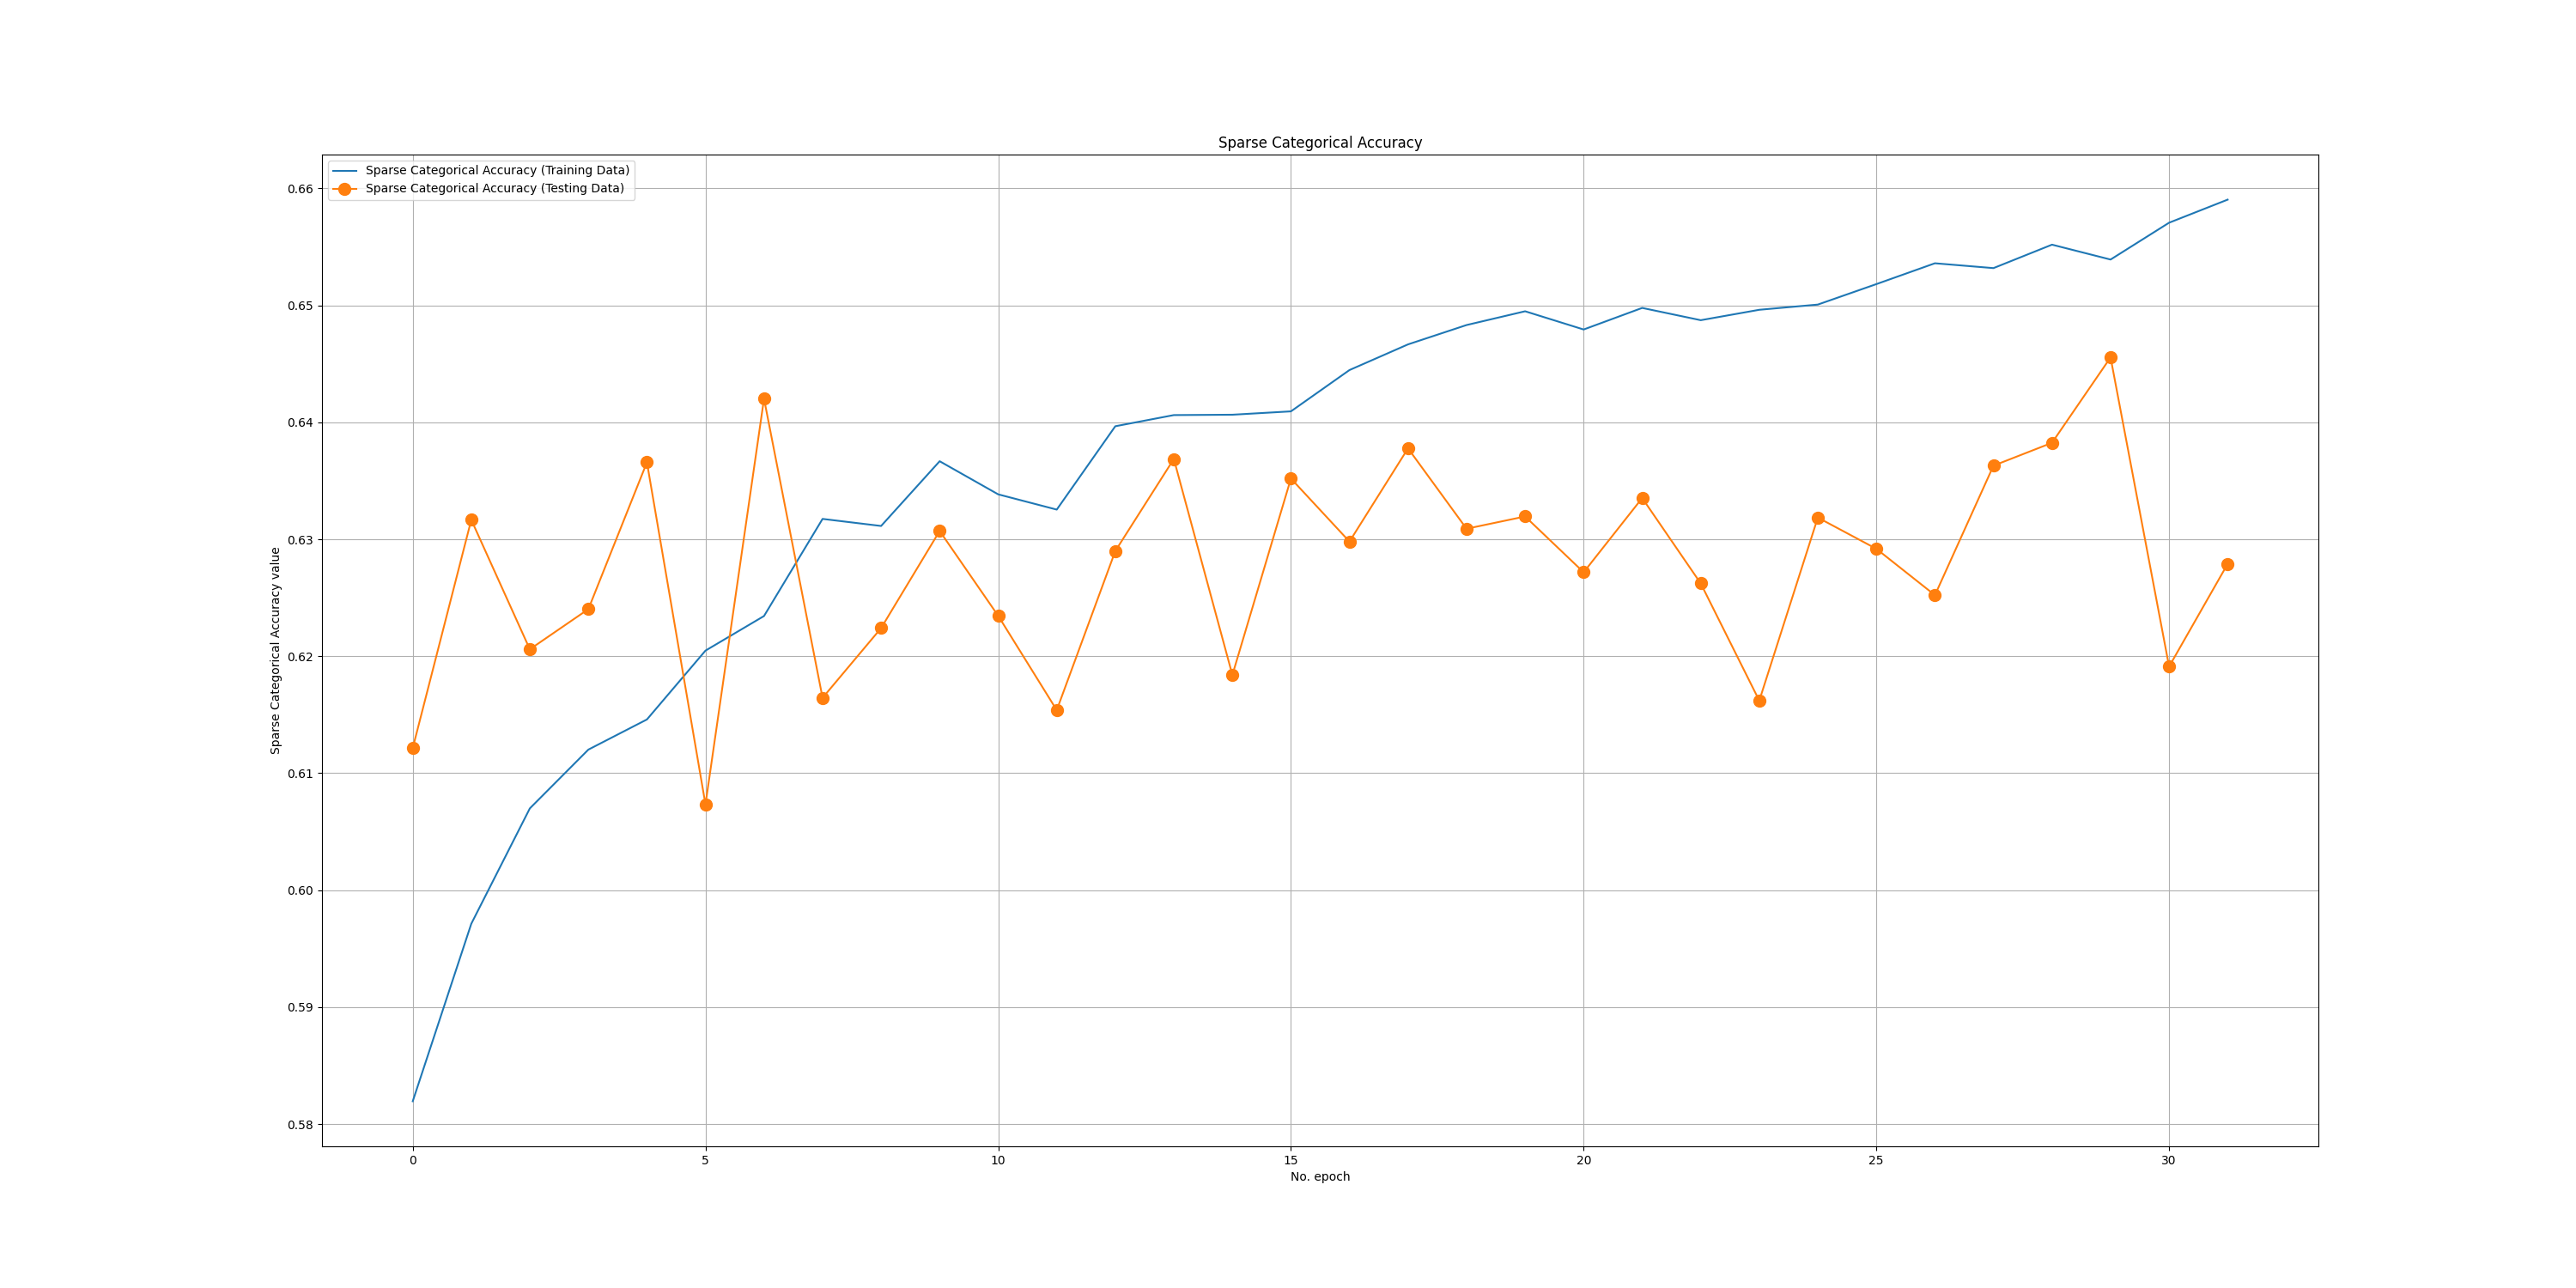 Sparse Categorical Accuracy
Sparse Categorical Accuracy (Training Data)
Sparse Categorical Accuracy (Testing Data)
Sparse Categorical Accuracy value
0.66
0.65
0.64
0.63
0.62
0.61
0.60
0.59
0.58
0 5 10 15 20 25 30
No. epoch